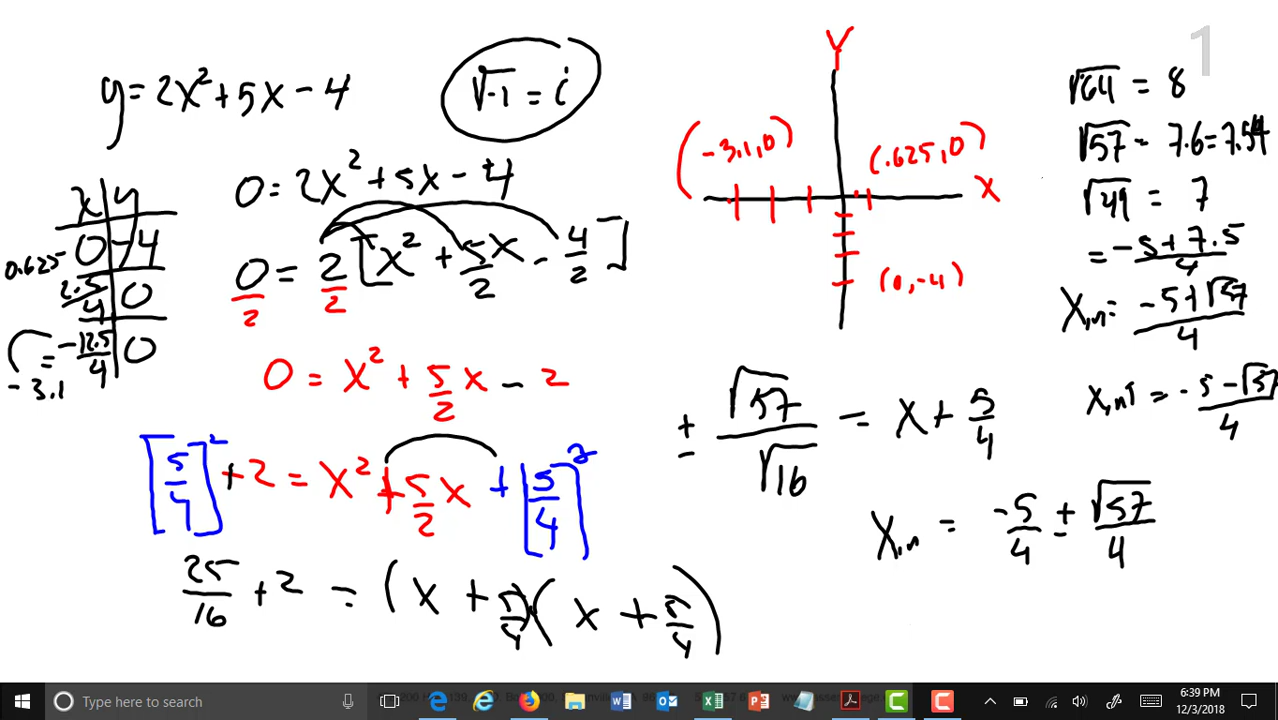 y = 2x² + 5x - 4
√-1 = i
0 = 2x² + 5x - 4
0/2 = 2/2 [x² + 5/2 x - 4/2]
0 = x² + 5/2 x - 2
[5/4]² + 2 = x² + 5/2 x + [5/4]²
25/16 + 2 = (x + 5/4)(x + 5/4)
x | y
0 | -4
0.625 2.5/4 | 0
-3.1 = -12.5/4 | 0
Y
(-3.1, 0)
(.625, 0)
X
(0, -4)
± √57/√16 = x + 5/4
X,in = -5/4 ± √57/4
1
√64 = 8
√57 = 7.6 = 7.54
√49 = 7
= -5 + 7.5/4
X,in = -5 + √57/4
X,int = -5 - √57/4
Type here to search
6:39 PM
12/3/2018